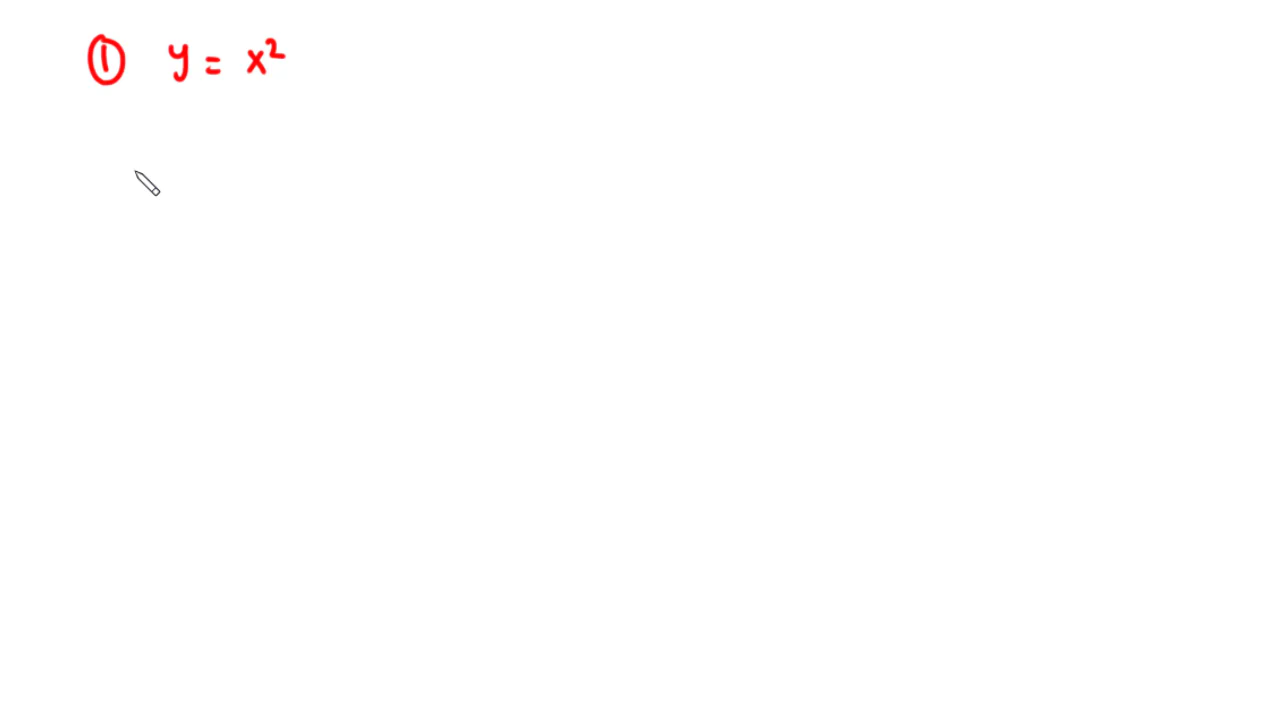 ① y = x²